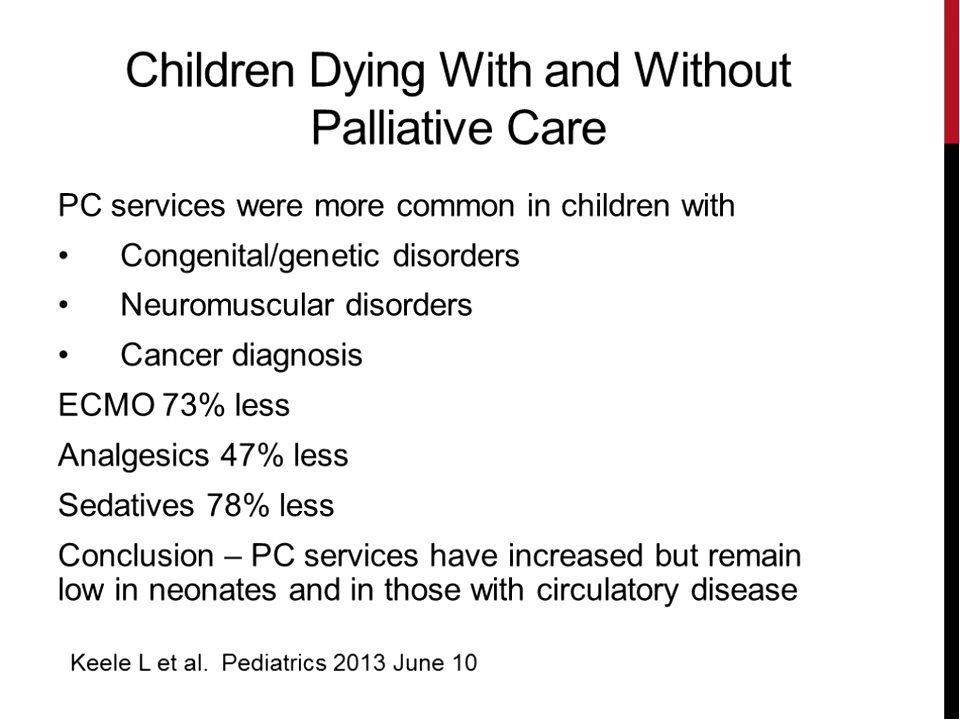 Children Dying With and Without
Palliative Care
PC services were more common in children with
• Congenital/genetic disorders
• Neuromuscular disorders
• Cancer diagnosis
ECMO 73% less
Analgesics 47% less
Sedatives 78% less
Conclusion – PC services have increased but remain
low in neonates and in those with circulatory disease
Keele L et al. Pediatrics 2013 June 10